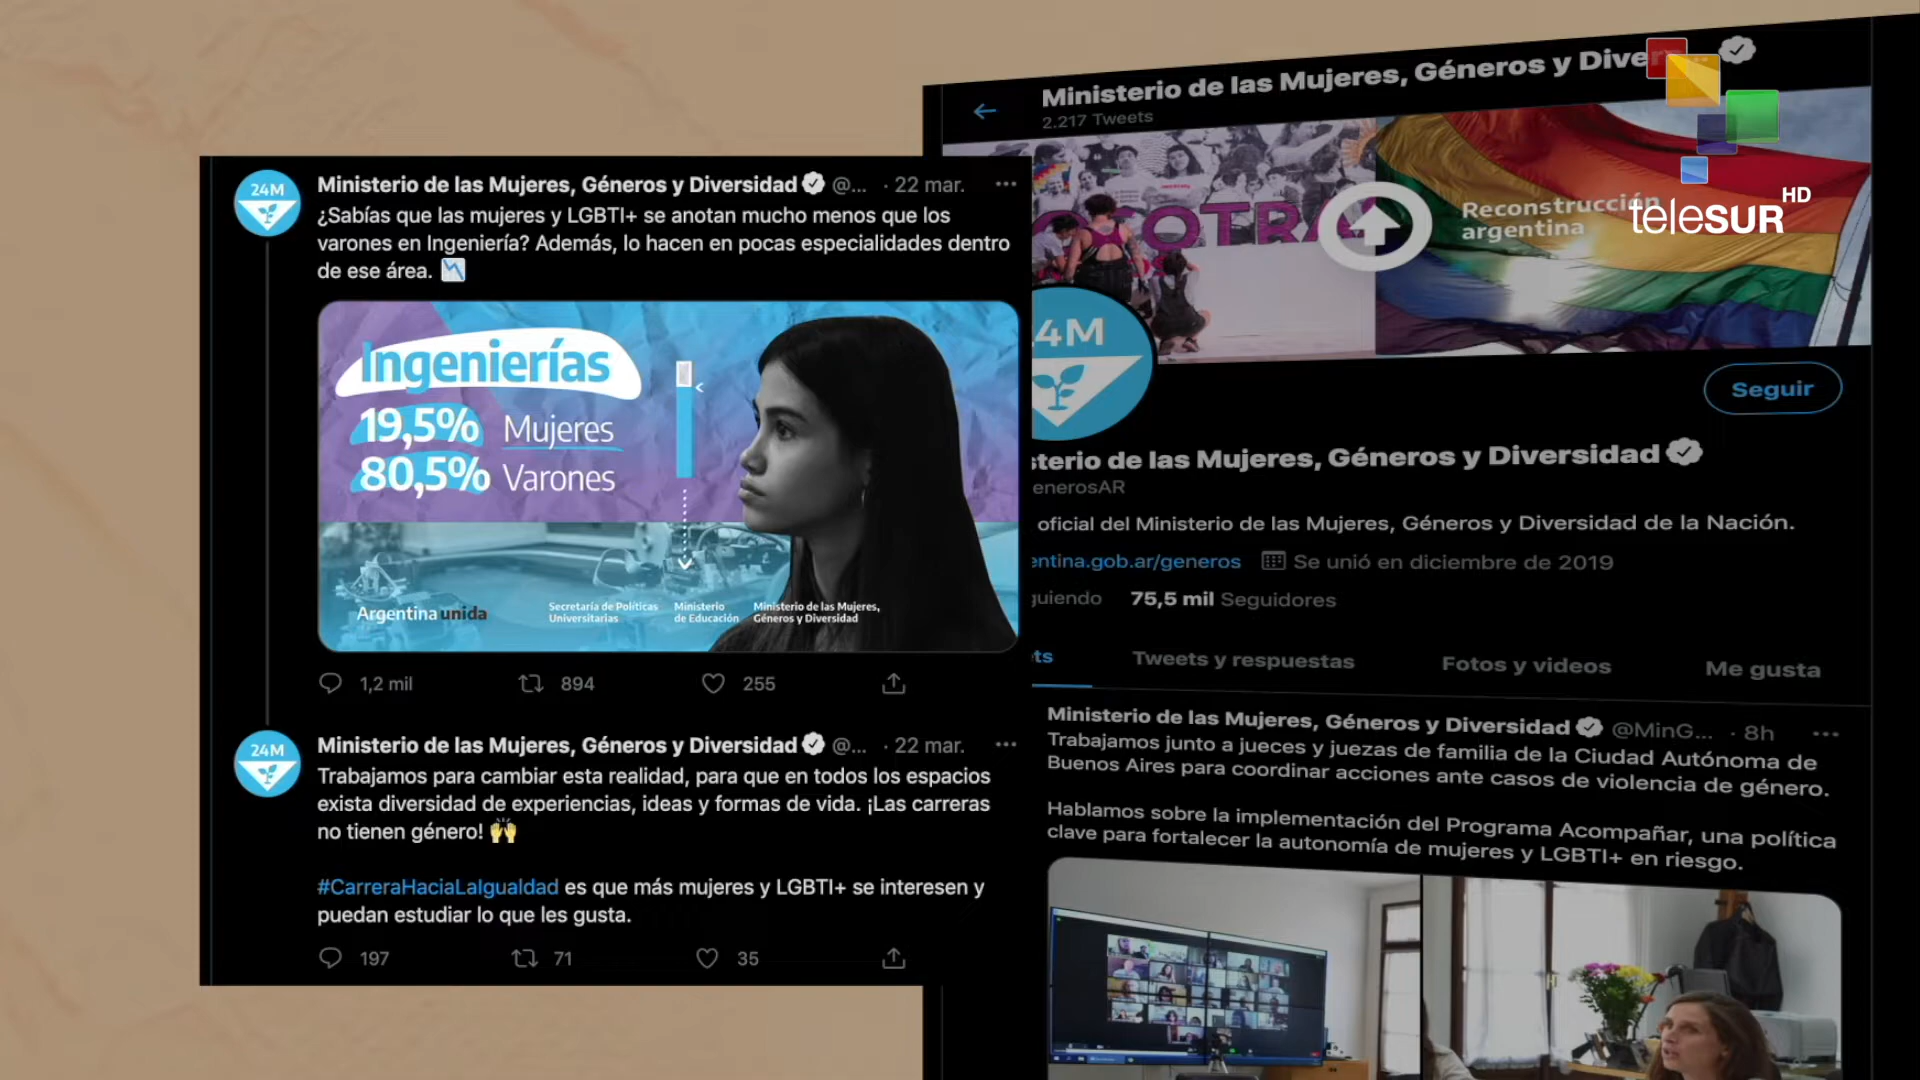 24M
Ministerio de las Mujeres, Géneros y Diversidad @... · 22 mar.
¿Sabías que las mujeres y LGBTI+ se anotan mucho menos que los
varones en Ingeniería? Además, lo hacen en pocas especialidades dentro
de ese área.
Ingenierías
19,5% Mujeres
80,5% Varones
Argentina unida
Secretaría de Políticas
Universitarias
Ministerio
de Educación
Ministerio de las Mujeres,
Géneros y Diversidad
1,2 mil 894 255
24M
Ministerio de las Mujeres, Géneros y Diversidad @... · 22 mar.
Trabajamos para cambiar esta realidad, para que en todos los espacios
exista diversidad de experiencias, ideas y formas de vida. ¡Las carreras
no tienen género!
#CarreraHaciaLaIgualdad es que más mujeres y LGBTI+ se interesen y
puedan estudiar lo que les gusta.
197 71 35
Ministerio de las Mujeres, Géneros y Diver
2.217 Tweets
OSOTRA
Reconstrucción
argentina
teleSUR HD
4M
Seguir
sterio de las Mujeres, Géneros y Diversidad
enerosAR
oficial del Ministerio de las Mujeres, Géneros y Diversidad de la Nación.
entina.gob.ar/generos Se unió en diciembre de 2019
guiendo 75,5 mil Seguidores
ts Tweets y respuestas Fotos y videos Me gusta
Ministerio de las Mujeres, Géneros y Diversidad @MinG... · 8h
Trabajamos junto a jueces y juezas de familia de la Ciudad Autónoma de
Buenos Aires para coordinar acciones ante casos de violencia de género.
Hablamos sobre la implementación del Programa Acompañar, una política
clave para fortalecer la autonomía de mujeres y LGBTI+ en riesgo.